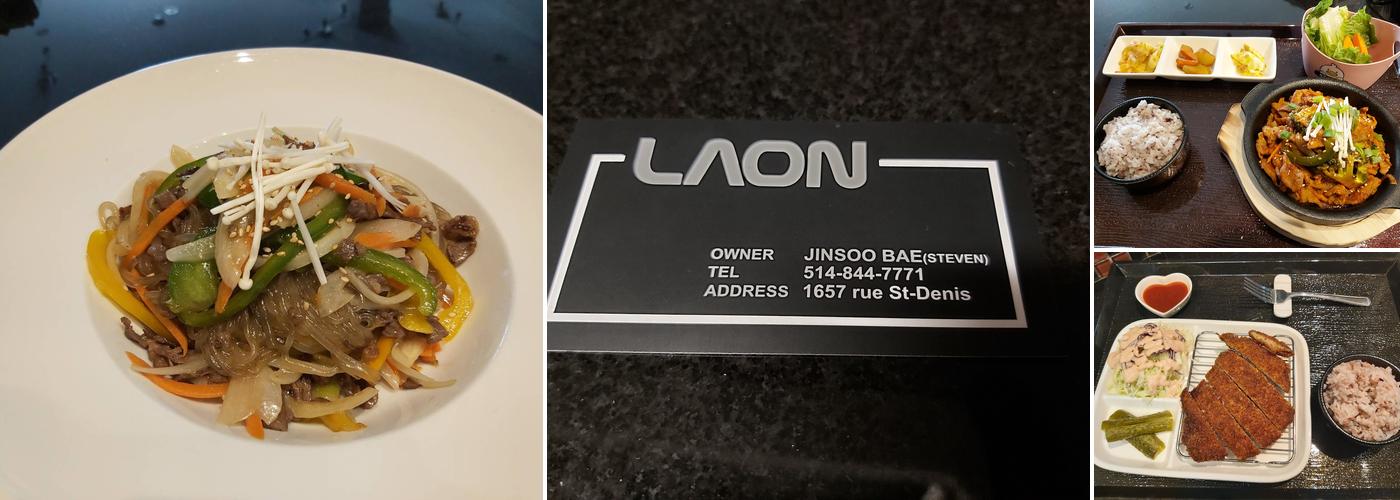 LAON
OWNER JINSOO BAE(STEVEN)
TEL 514-844-7771
ADDRESS 1657 rue St-Denis